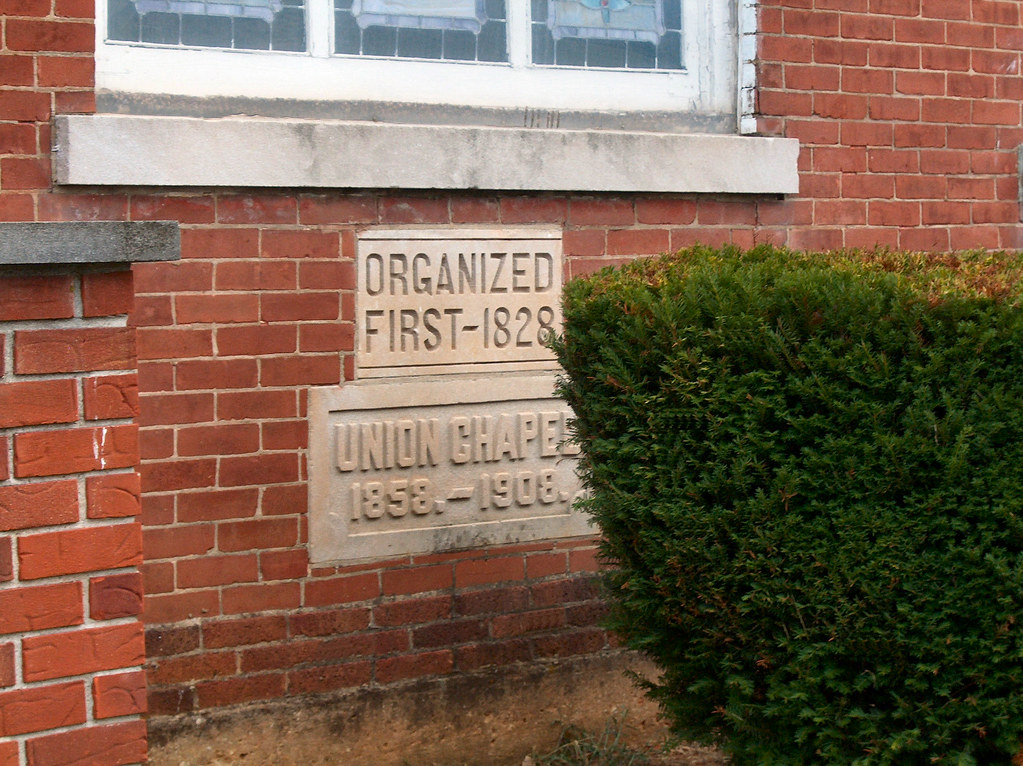 ORGANIZED
FIRST-1828
UNION CHAPEL
1858.-1908.